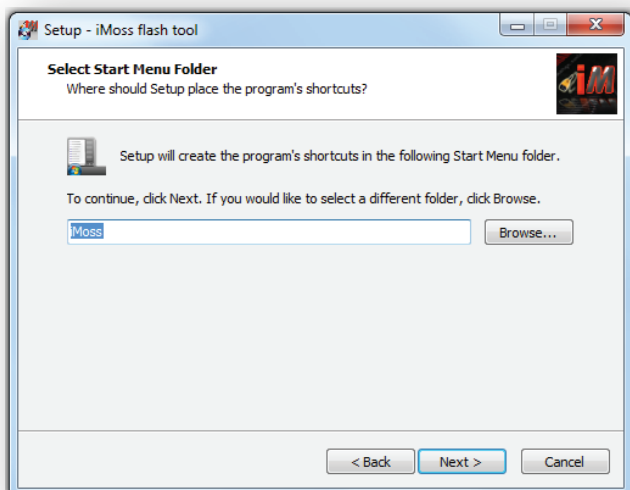 Setup - iMoss flash tool
Select Start Menu Folder
Where should Setup place the program's shortcuts?
iM
Setup will create the program's shortcuts in the following Start Menu folder.
To continue, click Next. If you would like to select a different folder, click Browse.
iMoss
Browse...
< Back
Next >
Cancel